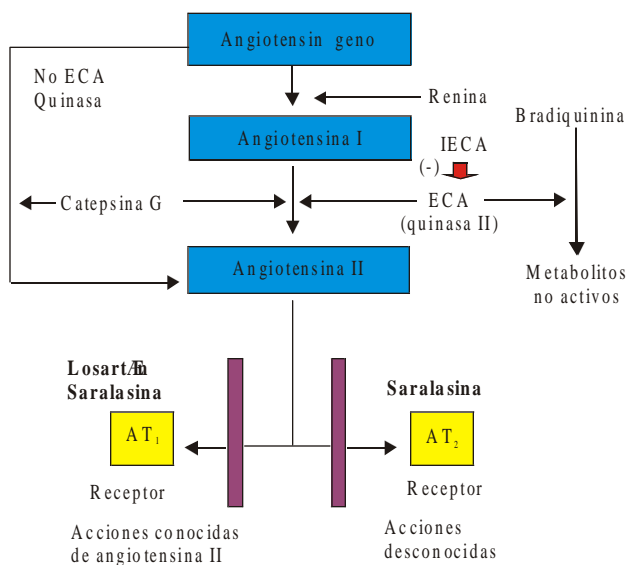 Angiotensin geno
No ECA
Quinasa
Renina
Bradiquinina
Angiotensina I
IECA
(-)
Catepsina G
ECA
(quinasa II)
Angiotensina II
Metabolitos
no activos
LosartÆn
Saralasina
Saralasina
AT₁
AT₂
Receptor
Receptor
Acciones conocidas
de angiotensina II
Acciones
desconocidas